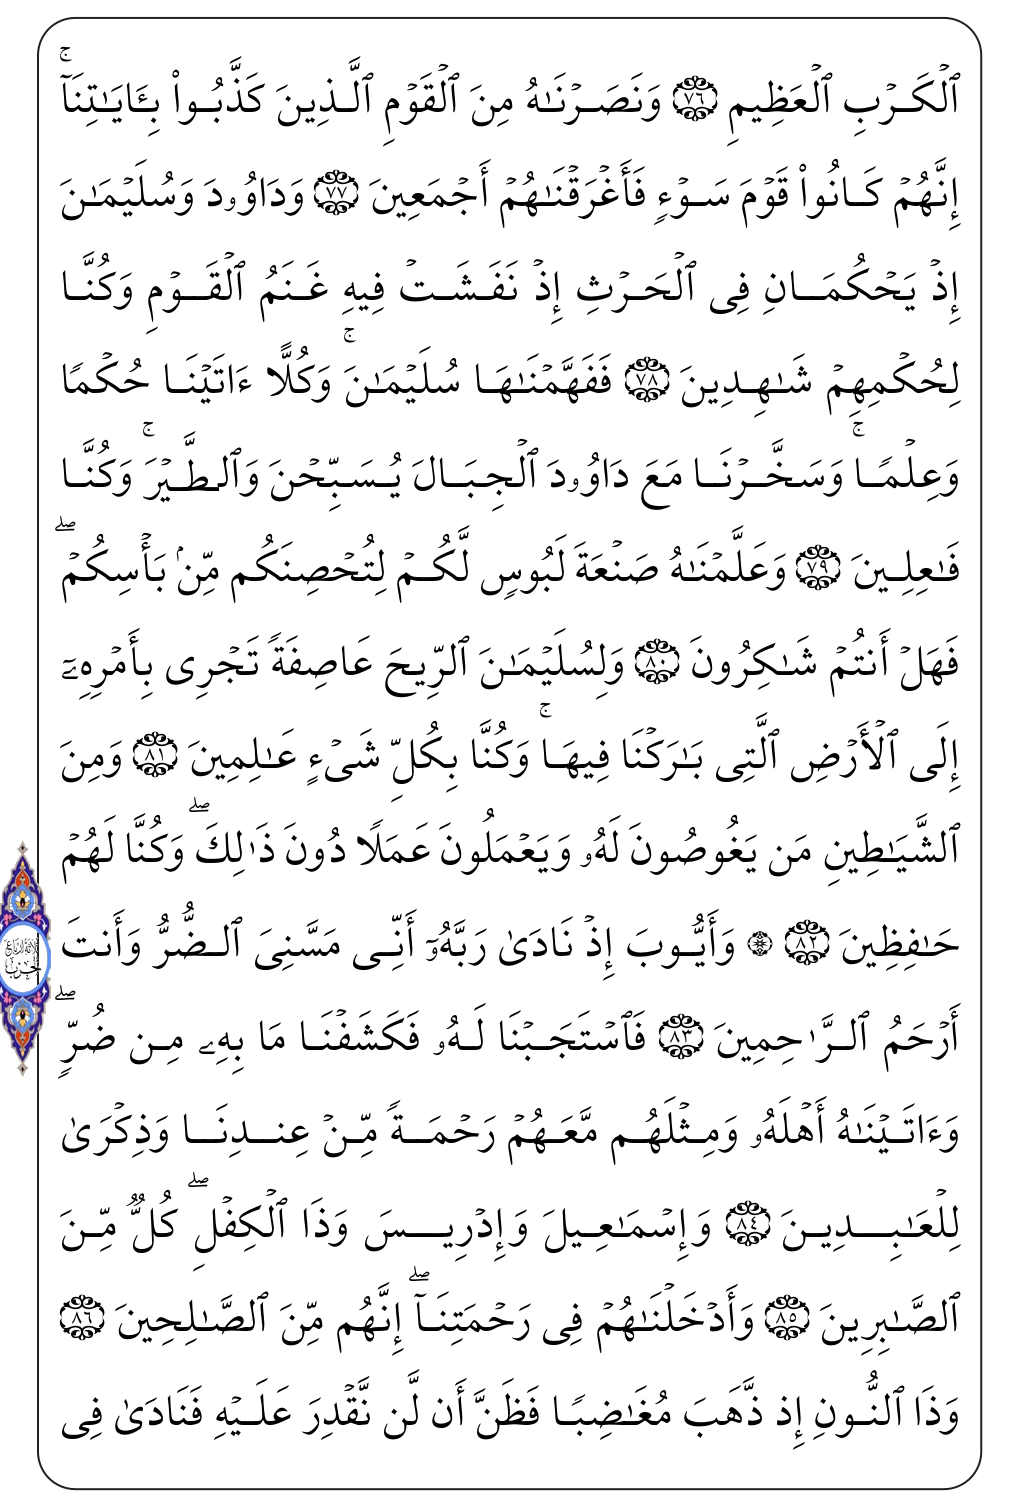 ٱلْكَرْبِ ٱلْعَظِيمِ ٧٦ وَنَصَرْنَٰهُ مِنَ ٱلْقَوْمِ ٱلَّذِينَ كَذَّبُوا۟ بِـَٔايَٰتِنَآ ۚ
إِنَّهُمْ كَانُوا۟ قَوْمَ سَوْءٍ فَأَغْرَقْنَٰهُمْ أَجْمَعِينَ ٧٧ وَدَاوُۥدَ وَسُلَيْمَٰنَ
إِذْ يَحْكُمَانِ فِى ٱلْحَرْثِ إِذْ نَفَشَتْ فِيهِ غَنَمُ ٱلْقَوْمِ وَكُنَّا
لِحُكْمِهِمْ شَٰهِدِينَ ٧٨ فَفَهَّمْنَٰهَا سُلَيْمَٰنَ ۚ وَكُلًّا ءَاتَيْنَا حُكْمًا
وَعِلْمًا ۚ وَسَخَّرْنَا مَعَ دَاوُۥدَ ٱلْجِبَالَ يُسَبِّحْنَ وَٱلطَّيْرَ ۚ وَكُنَّا
فَٰعِلِينَ ٧٩ وَعَلَّمْنَٰهُ صَنْعَةَ لَبُوسٍ لَّكُمْ لِتُحْصِنَكُم مِّنۢ بَأْسِكُمْ ۖ
فَهَلْ أَنتُمْ شَٰكِرُونَ ٨٠ وَلِسُلَيْمَٰنَ ٱلرِّيحَ عَاصِفَةً تَجْرِى بِأَمْرِهِۦٓ
إِلَى ٱلْأَرْضِ ٱلَّتِى بَٰرَكْنَا فِيهَا ۚ وَكُنَّا بِكُلِّ شَىْءٍ عَٰلِمِينَ ٨١ وَمِنَ
ٱلشَّيَٰطِينِ مَن يَغُوصُونَ لَهُۥ وَيَعْمَلُونَ عَمَلًا دُونَ ذَٰلِكَ ۖ وَكُنَّا لَهُمْ
حَٰفِظِينَ ٨٢ ۞ وَأَيُّوبَ إِذْ نَادَىٰ رَبَّهُۥٓ أَنِّى مَسَّنِىَ ٱلضُّرُّ وَأَنتَ
أَرْحَمُ ٱلرَّٰحِمِينَ ٨٣ فَٱسْتَجَبْنَا لَهُۥ فَكَشَفْنَا مَا بِهِۦ مِن ضُرٍّ ۖ
وَءَاتَيْنَٰهُ أَهْلَهُۥ وَمِثْلَهُم مَّعَهُمْ رَحْمَةً مِّنْ عِندِنَا وَذِكْرَىٰ
لِلْعَٰبِدِينَ ٨٤ وَإِسْمَٰعِيلَ وَإِدْرِيسَ وَذَا ٱلْكِفْلِ ۖ كُلٌّ مِّنَ
ٱلصَّٰبِرِينَ ٨٥ وَأَدْخَلْنَٰهُمْ فِى رَحْمَتِنَآ ۖ إِنَّهُم مِّنَ ٱلصَّٰلِحِينَ ٨٦
وَذَا ٱلنُّونِ إِذ ذَّهَبَ مُغَٰضِبًا فَظَنَّ أَن لَّن نَّقْدِرَ عَلَيْهِ فَنَادَىٰ فِى